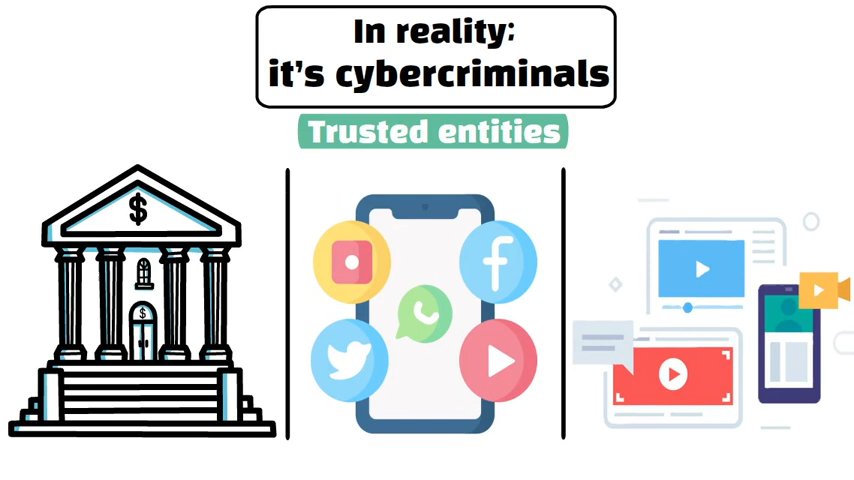 In reality:
it's cybercriminals
Trusted entities
$
$